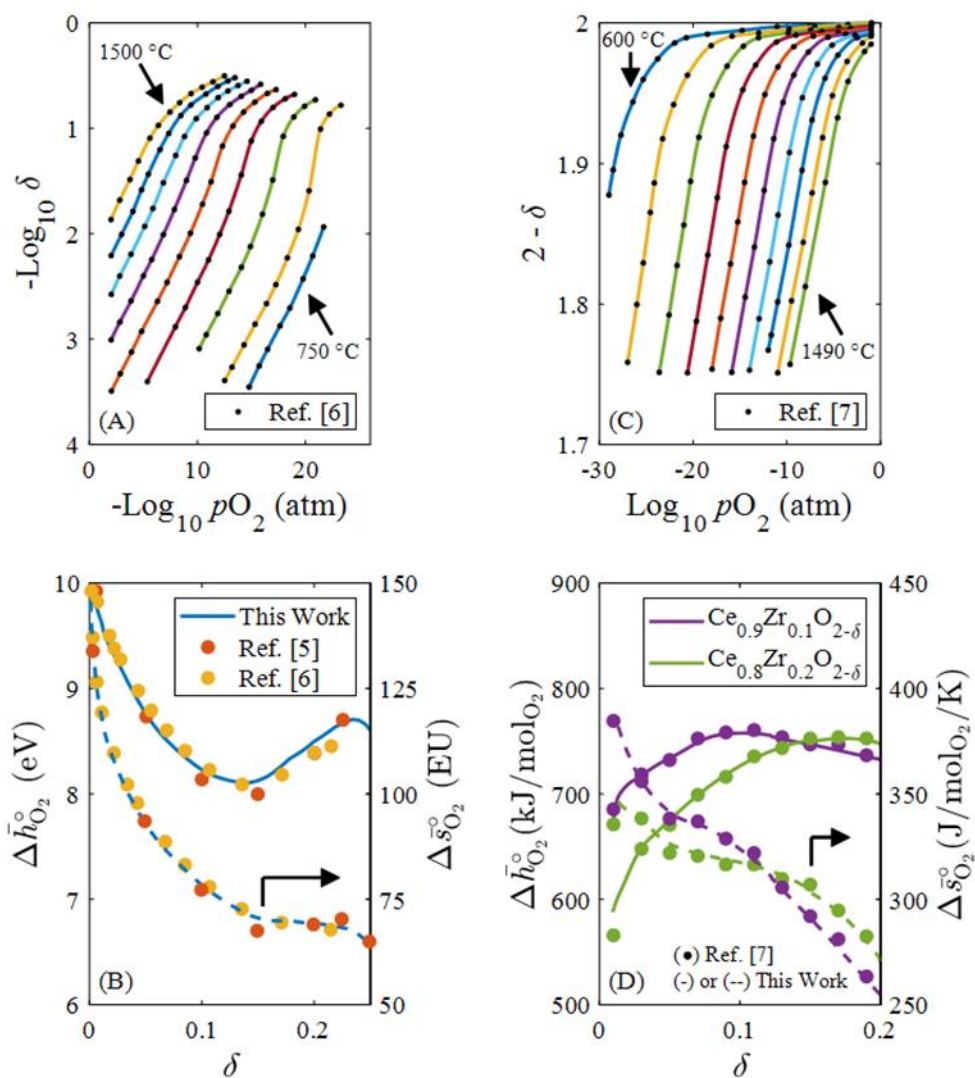 0
1
2
3
4
-Log₁₀ δ
1500 °C
750 °C
(A)
Ref. [6]
0
10
20
-Log₁₀ pO₂ (atm)
2
1.9
1.8
1.7
2 - δ
600 °C
1490 °C
(C)
Ref. [7]
-30
-20
-10
0
Log₁₀ pO₂ (atm)
10
9
8
7
6
Δh̄°O₂ (eV)
This Work
Ref. [5]
Ref. [6]
(B)
150
125
100
75
50
Δs̄°O₂ (EU)
0
0.1
0.2
δ
900
800
700
600
500
Δh̄°O₂ (kJ/molO₂)
Ce₀.₉Zr₀.₁O₂₋δ
Ce₀.₈Zr₀.₂O₂₋δ
(•) Ref. [7]
(D)
(-) or (--) This Work
450
400
350
300
250
Δs̄°O₂ (J/molO₂/K)
0
0.1
0.2
δ